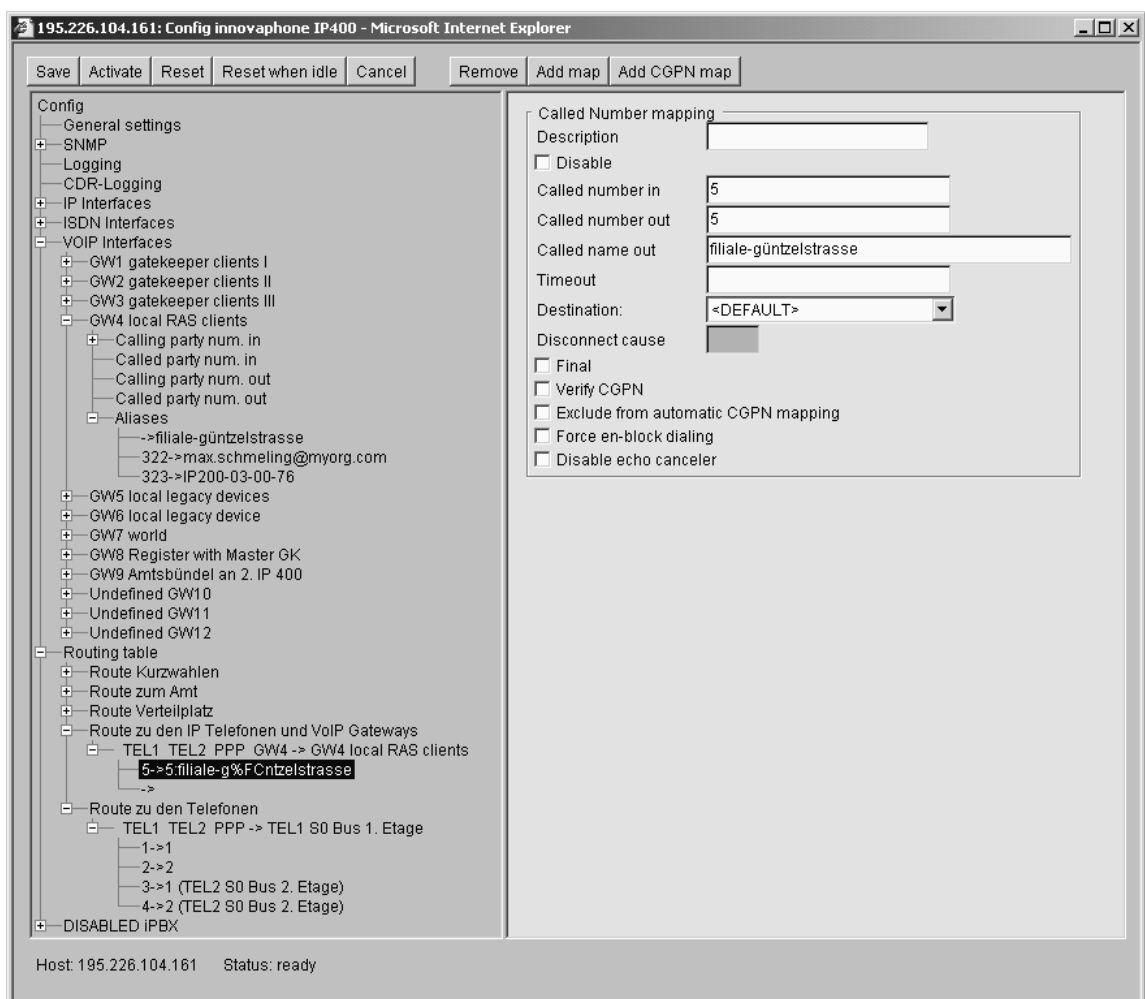 195.226.104.161: Config innovaphone IP400 - Microsoft Internet Explorer
Save Activate Reset Reset when idle Cancel Remove Add map Add CGPN map
Config
General settings
SNMP
Logging
CDR-Logging
IP Interfaces
ISDN Interfaces
VOIP Interfaces
GW1 gatekeeper clients I
GW2 gatekeeper clients II
GW3 gatekeeper clients III
GW4 local RAS clients
Calling party num. in
Called party num. in
Calling party num. out
Called party num. out
Aliases
->filiale-güntzelstrasse
322->max.schmeling@myorg.com
323->IP200-03-00-76
GW5 local legacy devices
GW6 local legacy device
GW7 world
GW8 Register with Master GK
GW9 Amtsbündel an 2. IP 400
Undefined GW10
Undefined GW11
Undefined GW12
Routing table
Route Kurzwahlen
Route zum Amt
Route Verteilplatz
Route zu den IP Telefonen und VoIP Gateways
TEL1 TEL2 PPP GW4 -> GW4 local RAS clients
5->5:filiale-g%FCntzelstrasse
->
Route zu den Telefonen
TEL1 TEL2 PPP -> TEL1 S0 Bus 1. Etage
1->1
2->2
3->1 (TEL2 S0 Bus 2. Etage)
4->2 (TEL2 S0 Bus 2. Etage)
DISABLED iPBX
Called Number mapping
Description
Disable
Called number in 5
Called number out 5
Called name out filiale-güntzelstrasse
Timeout
Destination: <DEFAULT>
Disconnect cause
Final
Verify CGPN
Exclude from automatic CGPN mapping
Force en-block dialing
Disable echo canceler
Host: 195.226.104.161 Status: ready